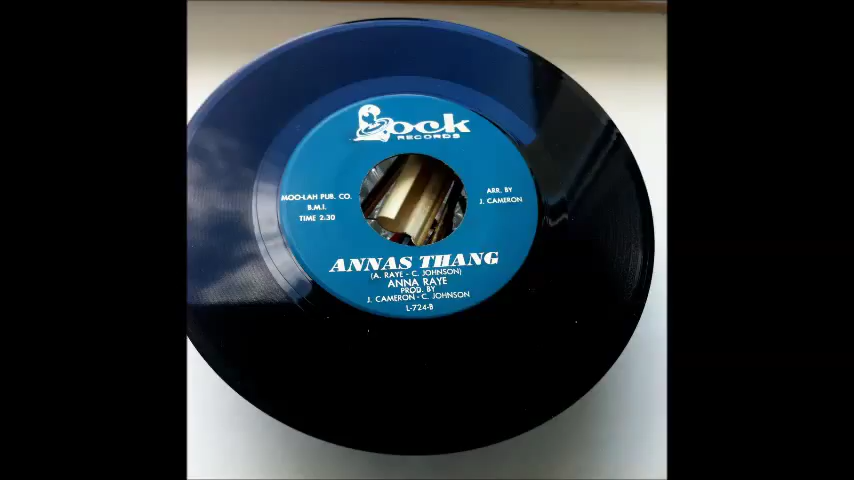 Lock
RECORDS
MOO-LAH PUB. CO.
B.M.I.
TIME 2:30
ARR. BY
J. CAMERON
ANNAS THANG
(A. RAYE - C. JOHNSON)
ANNA RAYE
PROD. BY
J. CAMERON - C. JOHNSON
L-724-B